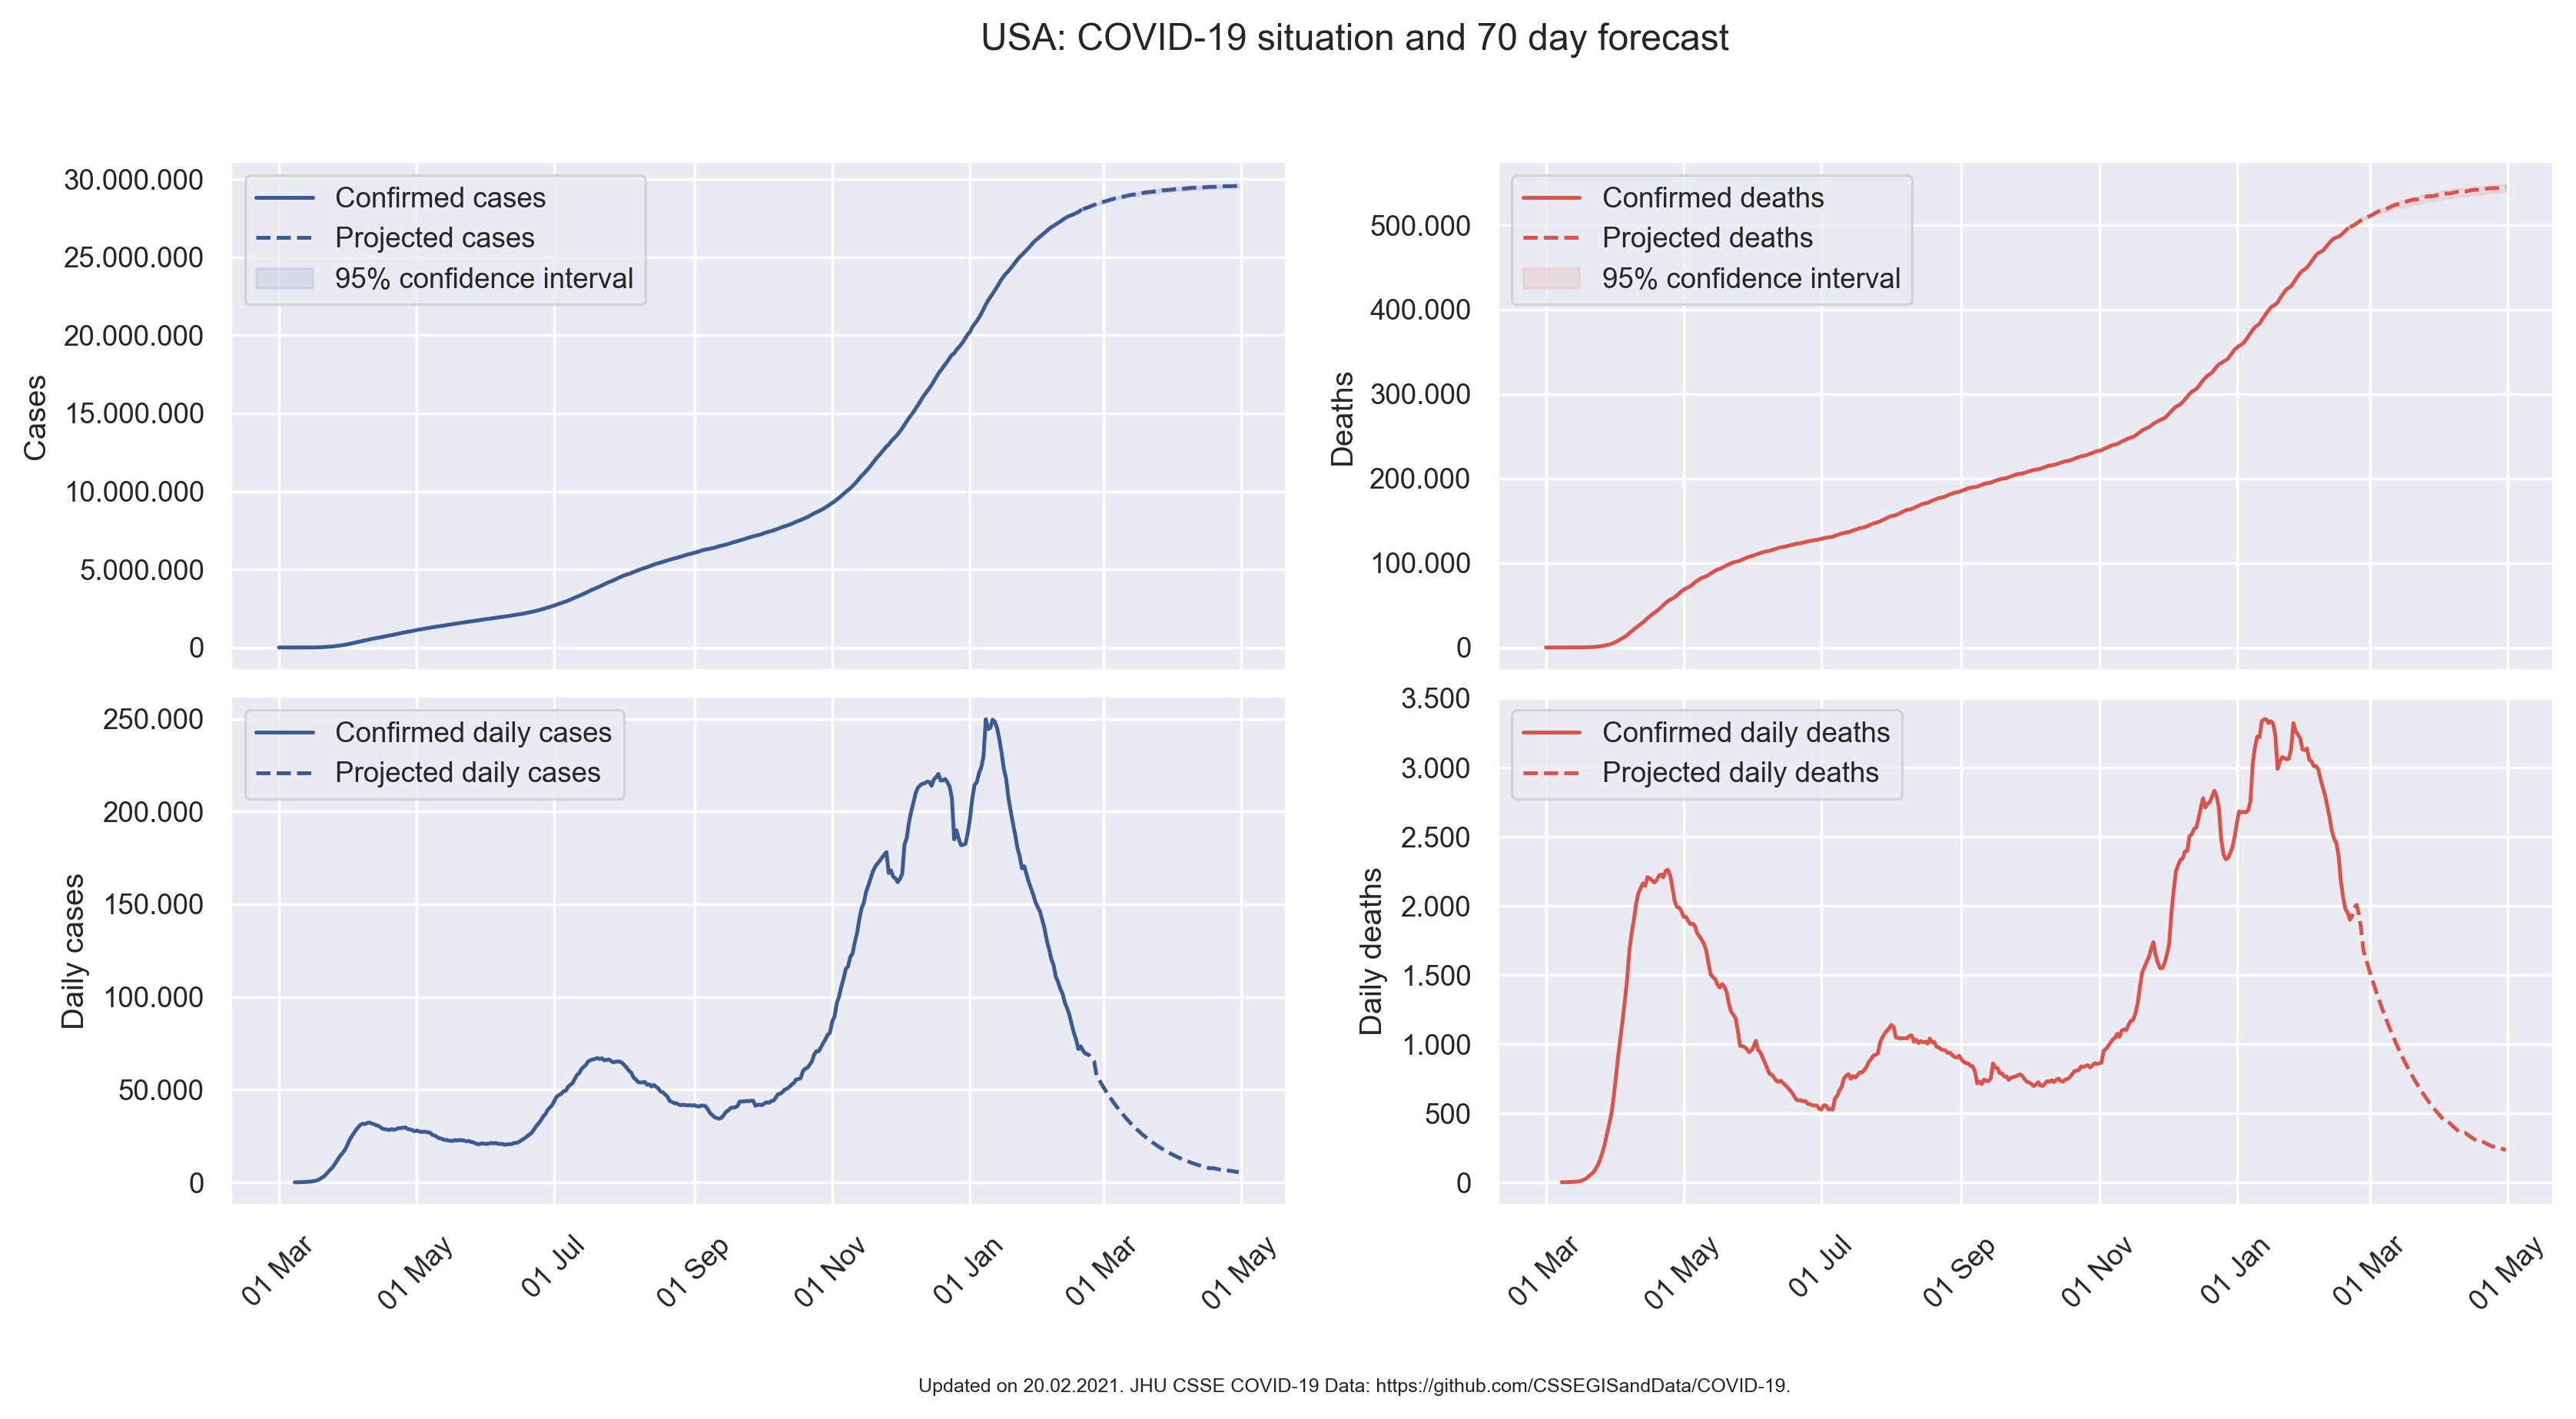 USA: COVID-19 situation and 70 day forecast
30.000.000
25.000.000
20.000.000
15.000.000
10.000.000
5.000.000
0
Cases
Confirmed cases
Projected cases
95% confidence interval
500.000
400.000
300.000
200.000
100.000
0
Deaths
Confirmed deaths
Projected deaths
95% confidence interval
250.000
200.000
150.000
100.000
50.000
0
Daily cases
Confirmed daily cases
Projected daily cases
01 Mar
01 May
01 Jul
01 Sep
01 Nov
01 Jan
01 Mar
01 May
3.500
3.000
2.500
2.000
1.500
1.000
500
0
Daily deaths
Confirmed daily deaths
Projected daily deaths
01 Mar
01 May
01 Jul
01 Sep
01 Nov
01 Jan
01 Mar
01 May
Updated on 20.02.2021. JHU CSSE COVID-19 Data: https://github.com/CSSEGISandData/COVID-19.